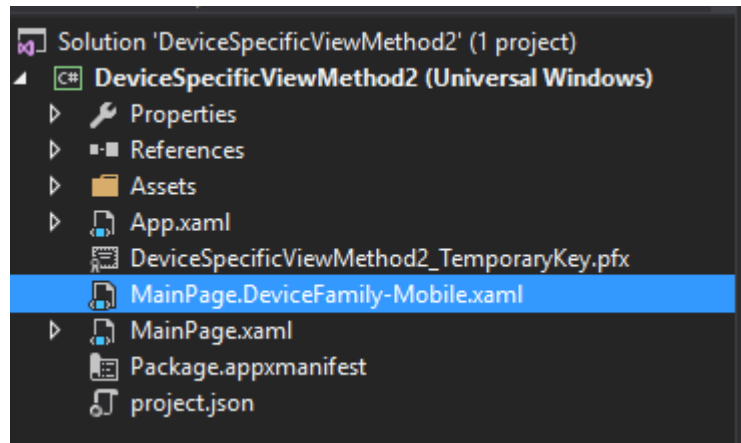 Solution 'DeviceSpecificViewMethod2' (1 project)
C# DeviceSpecificViewMethod2 (Universal Windows)
Properties
References
Assets
App.xaml
DeviceSpecificViewMethod2_TemporaryKey.pfx
MainPage.DeviceFamily-Mobile.xaml
MainPage.xaml
Package.appxmanifest
project.json